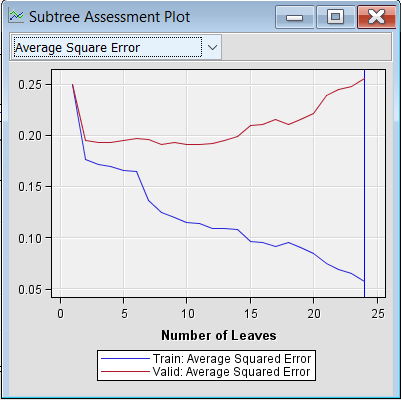 Subtree Assessment Plot
Average Square Error
0.25
0.20
0.15
0.10
0.05
0 5 10 15 20 25
Number of Leaves
Train: Average Squared Error
Valid: Average Squared Error